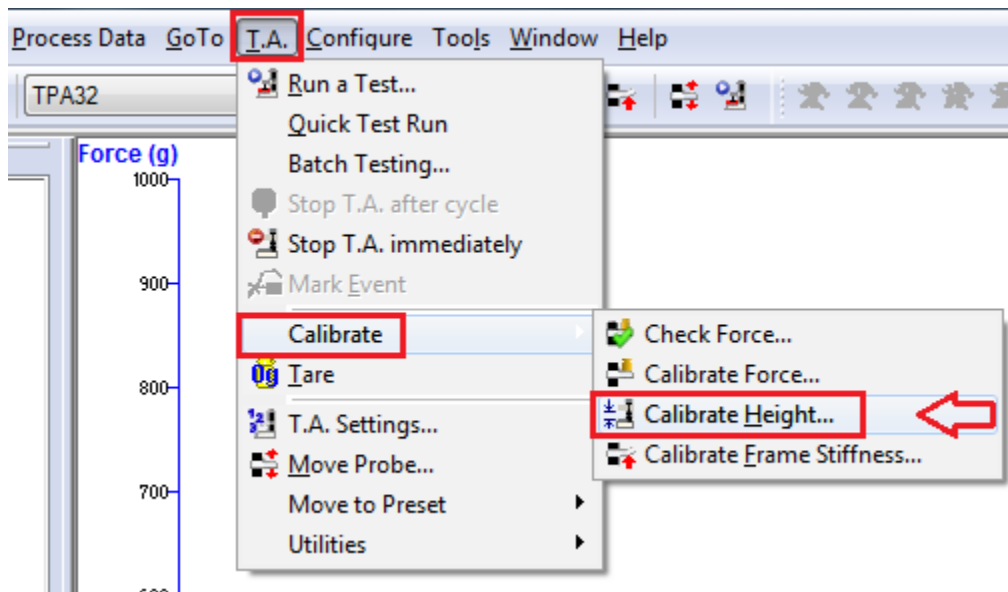 Process Data GoTo T.A. Configure Tools Window Help
TPA32
Force (g)
1000
900
800
700
Run a Test...
Quick Test Run
Batch Testing...
Stop T.A. after cycle
Stop T.A. immediately
Mark Event
Calibrate
0g Tare
T.A. Settings...
Move Probe...
Move to Preset
Utilities
Check Force...
Calibrate Force...
Calibrate Height...
Calibrate Frame Stiffness...